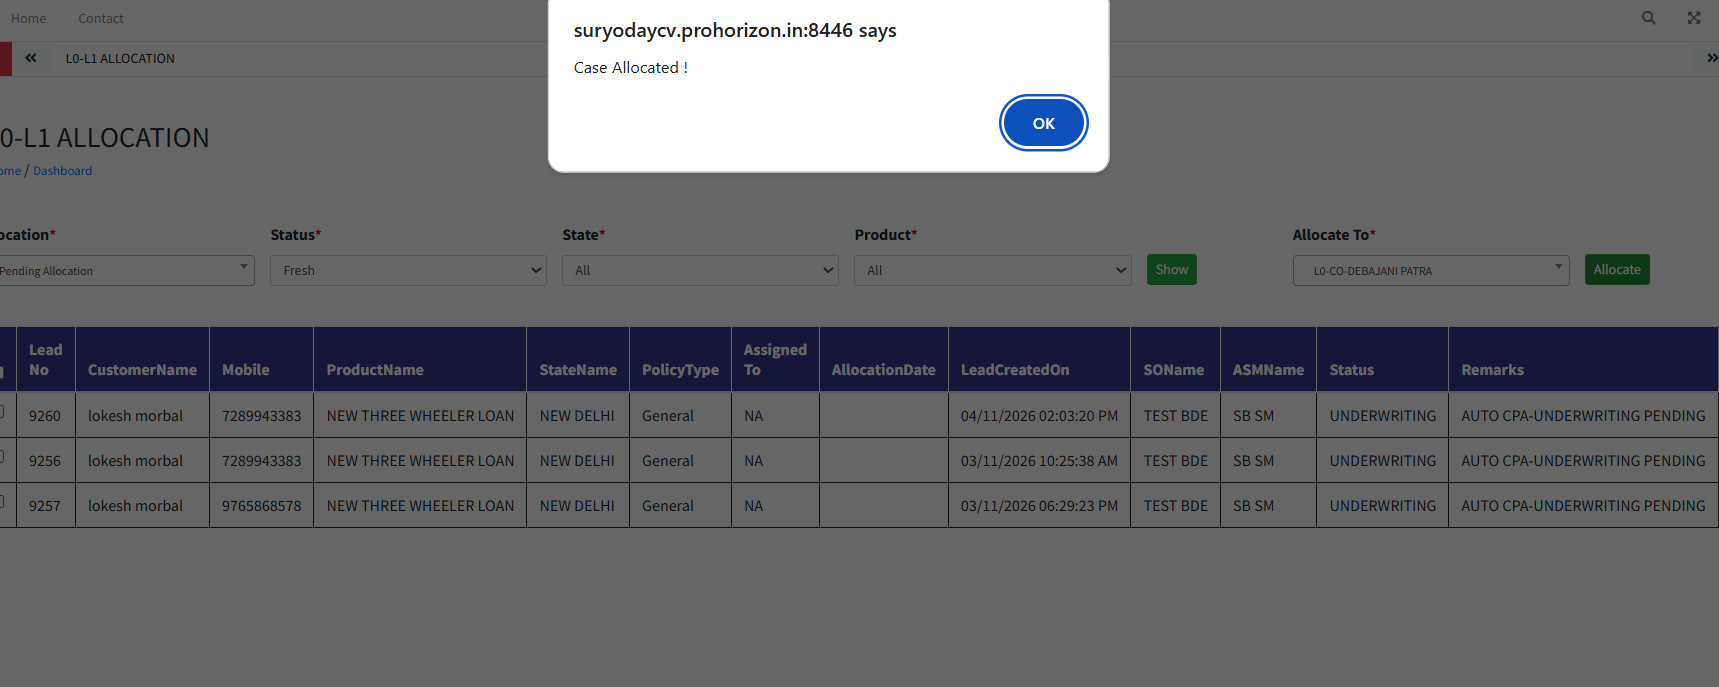 Home Contact
suryodaycv.prohorizon.in:8446 says
Case Allocated !
OK
L0-L1 ALLOCATION
0-L1 ALLOCATION
ome / Dashboard
ocation* Status* State* Product* Allocate To*
Pending Allocation Fresh All All Show L0-CO-DEBAJANI PATRA Allocate
Lead No CustomerName Mobile ProductName StateName PolicyType Assigned To AllocationDate LeadCreatedOn SOName ASMName Status Remarks
9260 lokesh morbal 7289943383 NEW THREE WHEELER LOAN NEW DELHI General NA 04/11/2026 02:03:20 PM TEST BDE SB SM UNDERWRITING AUTO CPA-UNDERWRITING PENDING
9256 lokesh morbal 7289943383 NEW THREE WHEELER LOAN NEW DELHI General NA 03/11/2026 10:25:38 AM TEST BDE SB SM UNDERWRITING AUTO CPA-UNDERWRITING PENDING
9257 lokesh morbal 9765868578 NEW THREE WHEELER LOAN NEW DELHI General NA 03/11/2026 06:29:23 PM TEST BDE SB SM UNDERWRITING AUTO CPA-UNDERWRITING PENDING